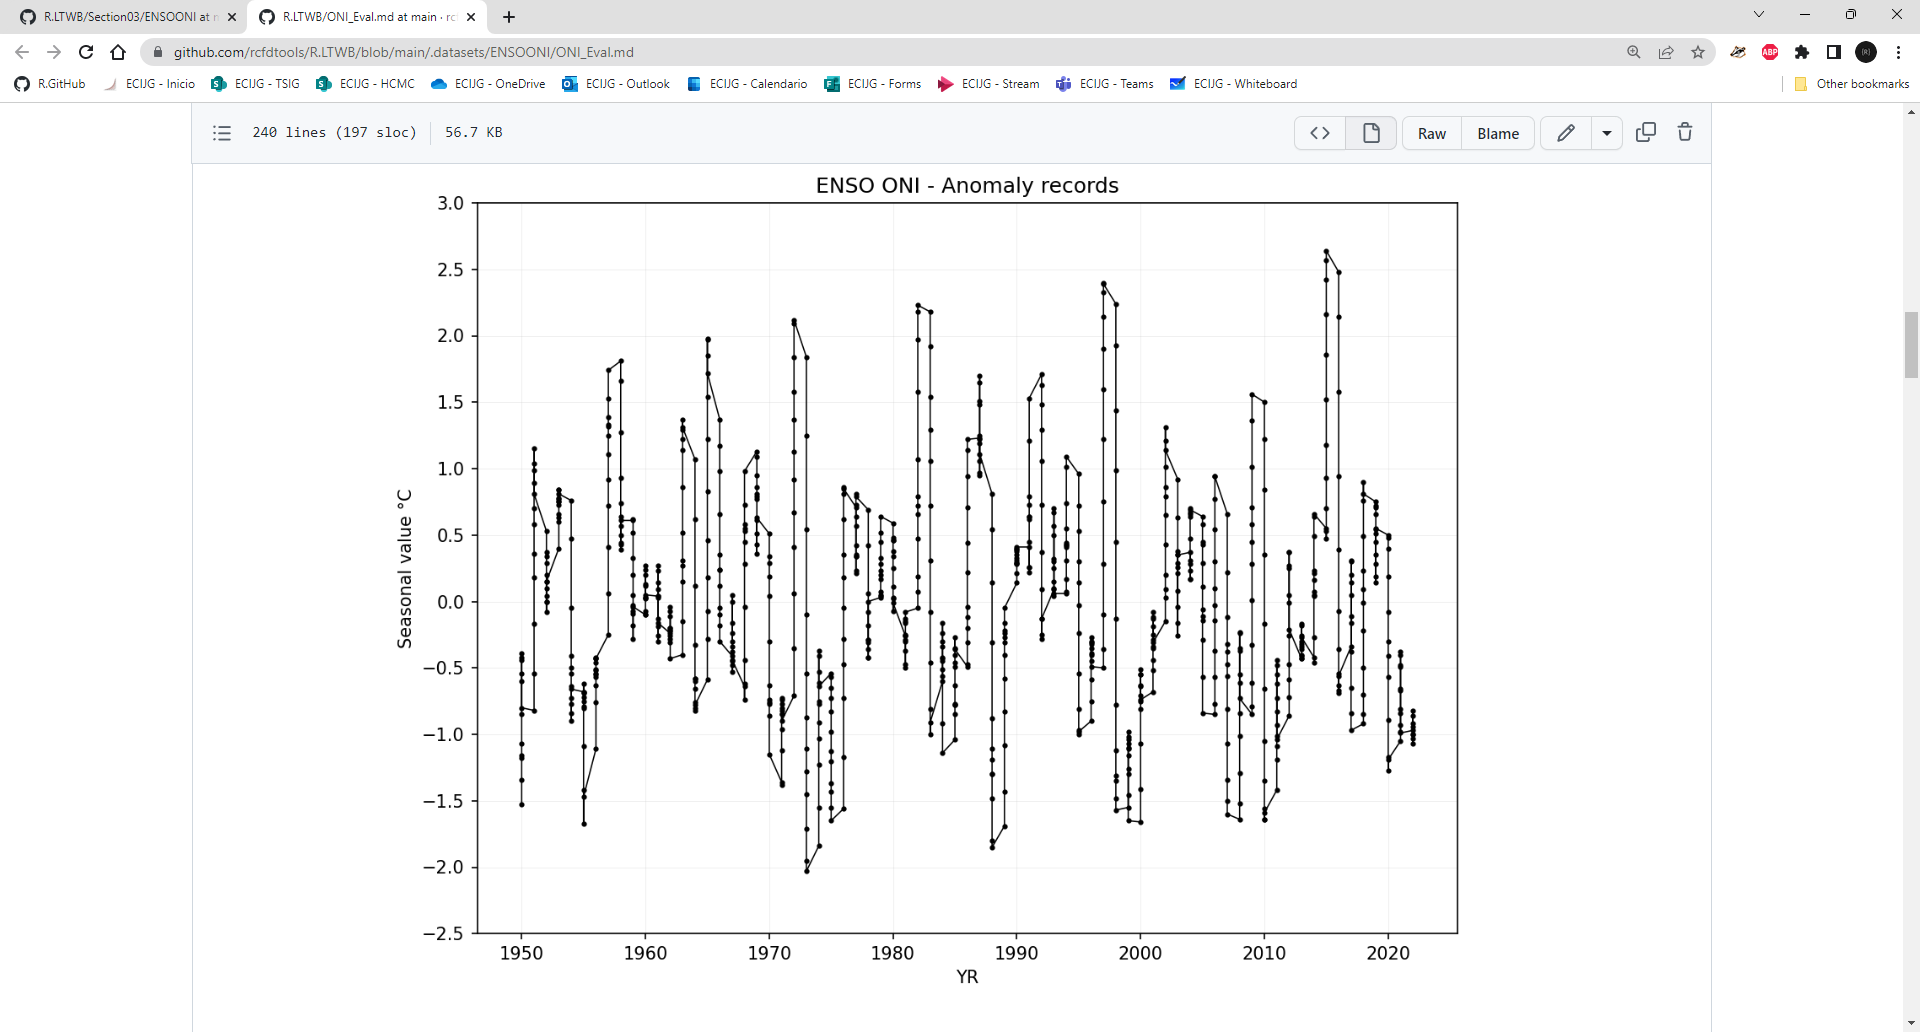 R.LTWB/Section03/ENSOONI at
R.LTWB/ONI_Eval.md at main · rc
github.com/rcfdtools/R.LTWB/blob/main/.datasets/ENSOONI/ONI_Eval.md
ABP
R.GitHub
ECIJG - Inicio
ECIJG - TSIG
ECIJG - HCMC
ECIJG - OneDrive
ECIJG - Outlook
ECIJG - Calendario
ECIJG - Forms
ECIJG - Stream
ECIJG - Teams
ECIJG - Whiteboard
Other bookmarks
240 lines (197 sloc)
56.7 KB
Raw
Blame
ENSO ONI - Anomaly records
3.0
2.5
2.0
1.5
1.0
0.5
0.0
−0.5
−1.0
−1.5
−2.0
−2.5
Seasonal value °C
1950 1960 1970 1980 1990 2000 2010 2020
YR